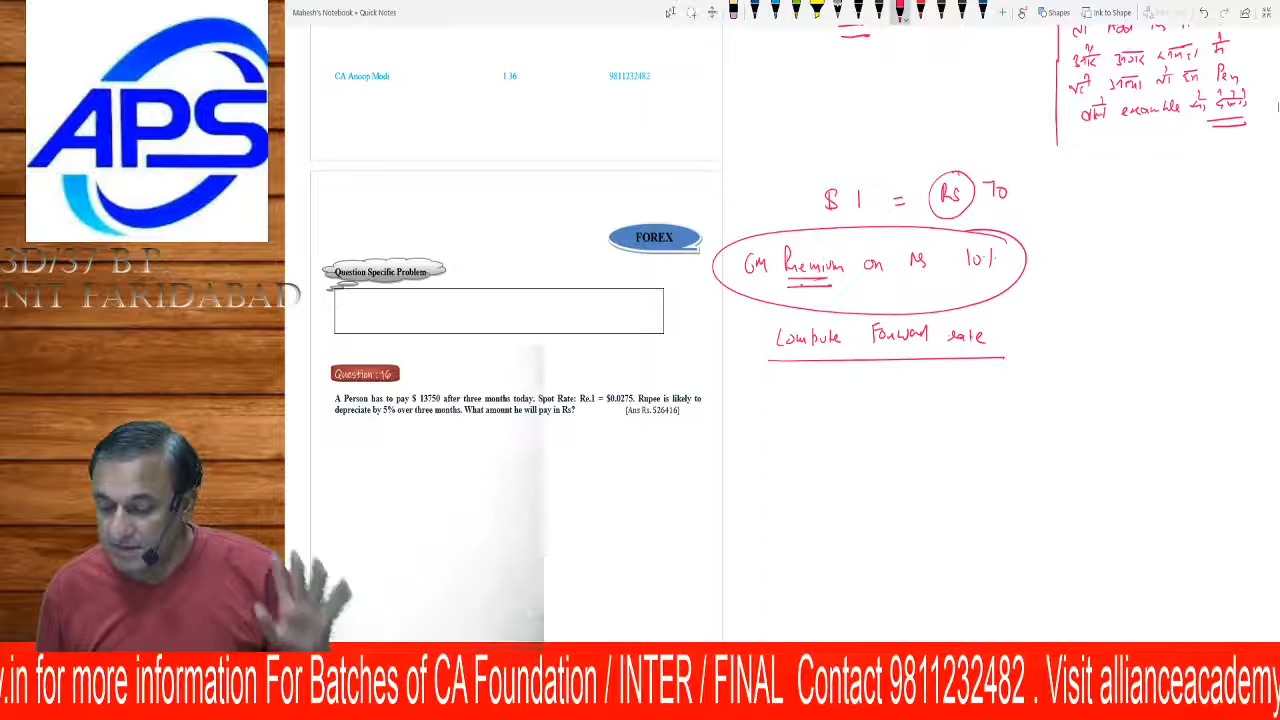 Mahesh's Notebook » Quick Notes
Shapes
Ink to Shape
CA Anoop Modi
1 36
9811232482
APS
3D/37 B.P.
NIT FARIDABAD
FOREX
Question Specific Problem
Question : 16
A Person has to pay $ 13750 after three months today. Spot Rate: Re.1 = $0.0275. Rupee is likely to
depreciate by 5% over three months. What amount he will pay in Rs?
[Ans Rs. 526416]
Pen
$ 1 = Rs 70
6M Premium on Rs 10%
Compute Forward rate
y.in for more information For Batches of CA Foundation / INTER / FINAL Contact 9811232482 . Visit allianceacademy